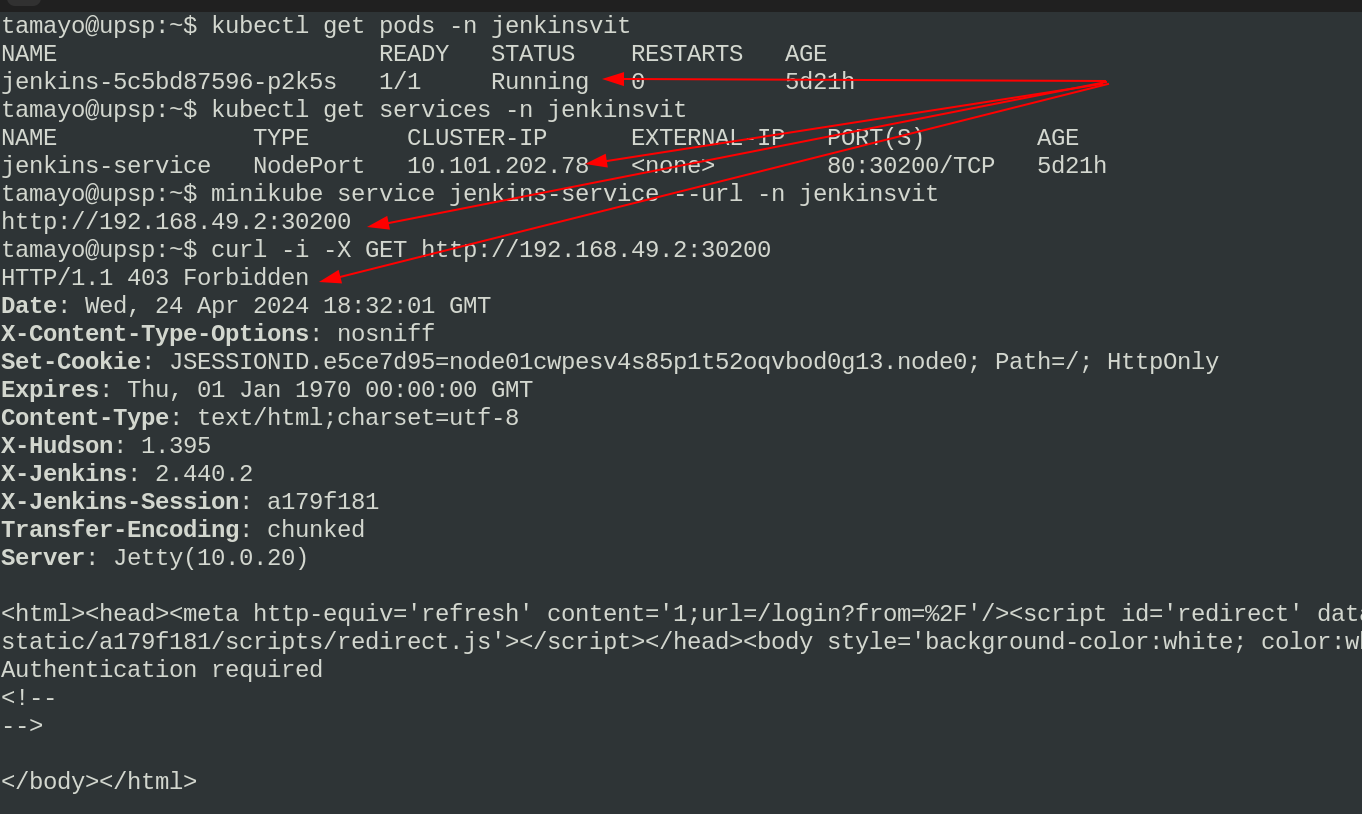 tamayo@upsp:~$ kubectl get pods -n jenkinsvit
NAME                       READY   STATUS    RESTARTS   AGE
jenkins-5c5bd87596-p2k5s   1/1     Running   0          5d21h
tamayo@upsp:~$ kubectl get services -n jenkinsvit
NAME              TYPE       CLUSTER-IP      EXTERNAL-IP   PORT(S)        AGE
jenkins-service   NodePort   10.101.202.78   <none>        80:30200/TCP   5d21h
tamayo@upsp:~$ minikube service jenkins-service --url -n jenkinsvit
http://192.168.49.2:30200
tamayo@upsp:~$ curl -i -X GET http://192.168.49.2:30200
HTTP/1.1 403 Forbidden
Date: Wed, 24 Apr 2024 18:32:01 GMT
X-Content-Type-Options: nosniff
Set-Cookie: JSESSIONID.e5ce7d95=node01cwpesv4s85p1t52oqvbod0g13.node0; Path=/; HttpOnly
Expires: Thu, 01 Jan 1970 00:00:00 GMT
Content-Type: text/html;charset=utf-8
X-Hudson: 1.395
X-Jenkins: 2.440.2
X-Jenkins-Session: a179f181
Transfer-Encoding: chunked
Server: Jetty(10.0.20)
<html><head><meta http-equiv='refresh' content='1;url=/login?from=%2F'/><script id='redirect' data
static/a179f181/scripts/redirect.js'></script></head><body style='background-color:white; color:wh
Authentication required
<!--
-->
</body></html>